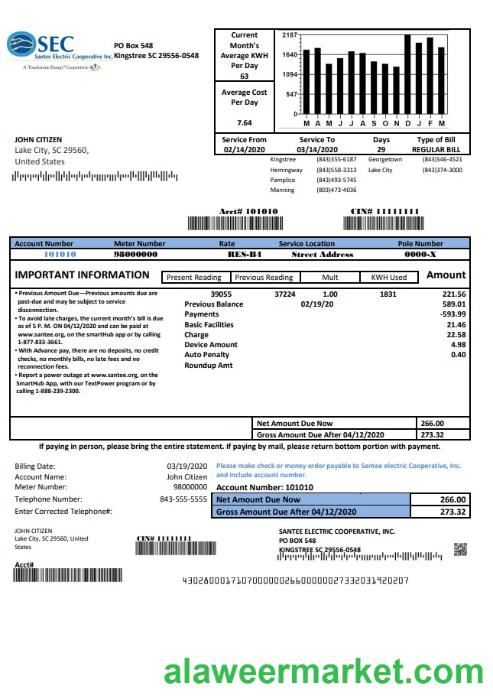 SEC
Santee Electric Cooperative Inc.
A Touchstone Energy® Cooperative
PO Box 548
Kingstree SC 29556-0548
Current
Month's
Average KWH
Per Day
63
Average Cost
Per Day
7.64
2187
1640
1094
547
0
M A M J J A S O N D J F M
Service From Service To Days Type of Bill
02/14/2020 03/14/2020 29 REGULAR BILL
JOHN CITIZEN
Lake City, SC 29560,
United States
Kingstree (843)355-6187 Georgetown (843)546-4521
Hemingway (843)558-3313 Lake City (843)374-3000
Pamplico (843)493-5745
Manning (803)473-4036
Acct# 101010 CIN# 11111111
Account Number Meter Number Rate Service Location Pole Number
101010 98000000 RES-B4 Street Address 0000-X
IMPORTANT INFORMATION Present Reading Previous Reading Mult KWH Used Amount
• Previous Amount Due—Previous amounts due are
past-due and may be subject to service
disconnection.
• To avoid late charges, the current month's bill is due
as of 5 P. M. ON 04/12/2020 and can be paid at
www.santee.org, on the smartHub app or by calling
1-877-833-3661.
• With Advance pay, there are no deposits, no credit
checks, no monthly bills, no late fees and no
reconnection fees.
• Report a power outage at www.santee.org, on the
SmartHub App, with our TextPower program or by
calling 1-888-239-2300.
39055 37224 1.00 1831 221.56
Previous Balance 02/19/20 589.01
Payments -593.99
Basic Facilities 21.46
Charge 22.58
Device Amount 4.98
Auto Penalty 0.40
Roundup Amt
Net Amount Due Now 266.00
Gross Amount Due After 04/12/2020 273.32
If paying in person, please bring the entire statement. If paying by mail, please return bottom portion with payment.
Billing Date: 03/19/2020
Account Name: John Citizen
Meter Number: 98000000
Telephone Number: 843-555-5555
Enter Corrected Telephone#:
Please make check or money order payable to Santee electric Cooperative, Inc.
and include account number.
Account Number: 101010
Net Amount Due Now 266.00
Gross Amount Due After 04/12/2020 273.32
JOHN CITIZEN
Lake City, SC 29560, United
States
CIN# 11111111
Acct#
SANTEE ELECTRIC COOPERATIVE, INC.
PO BOX 548
KINGSTREE SC 29556-0548
alaweermarket.com